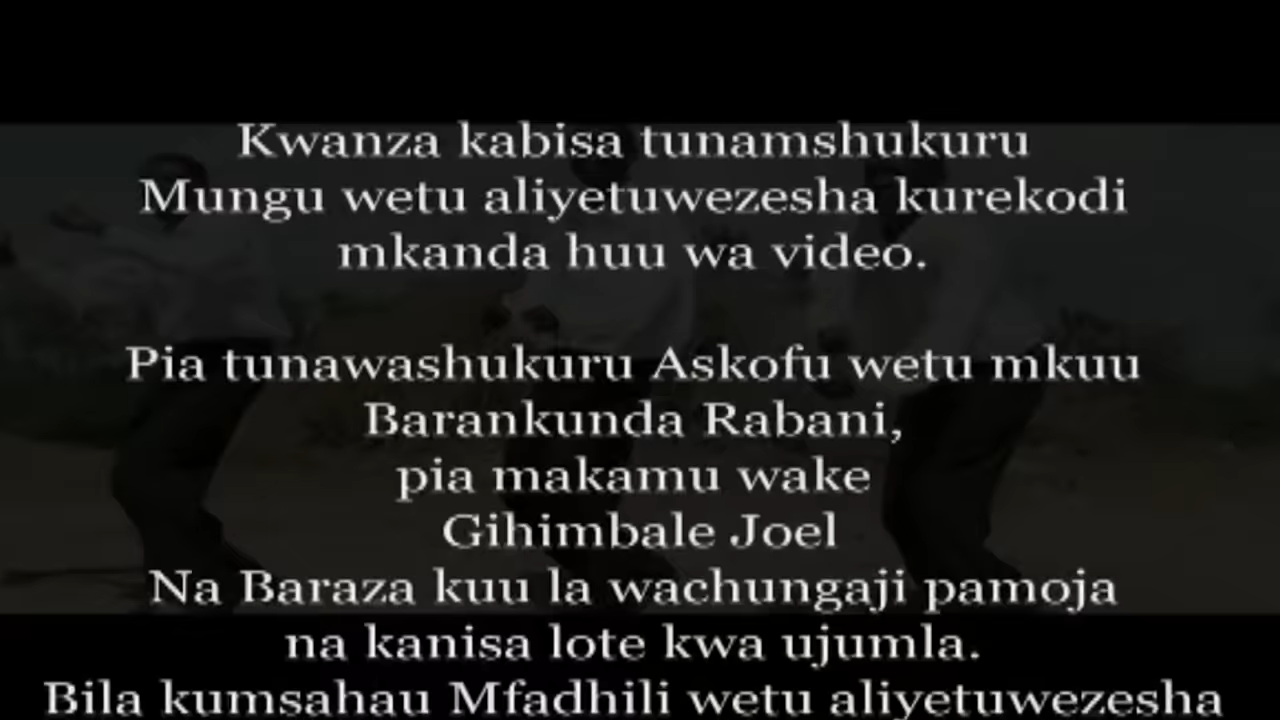 Kwanza kabisa tunamshukuru
Mungu wetu aliyetuwezesha kurekodi
mkanda huu wa video.
Pia tunawashukuru Askofu wetu mkuu
Barankunda Rabani,
pia makamu wake
Gihimbale Joel
Na Baraza kuu la wachungaji pamoja
na kanisa lote kwa ujumla.
Bila kumsahau Mfadhili wetu aliyetuwezesha